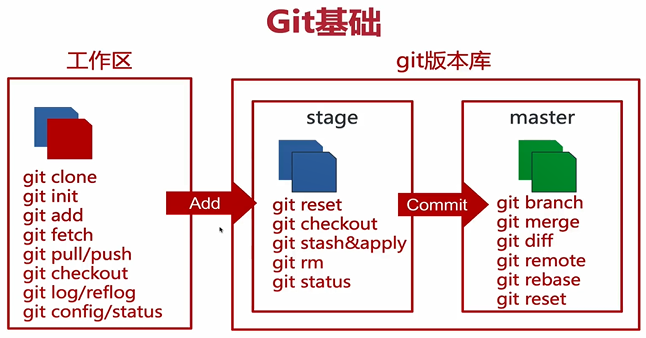 Git基础
工作区
git版本库
git clone
git init
git add
git fetch
git pull/push
git checkout
git log/reflog
git config/status
Add
stage
git reset
git checkout
git stash&apply
git rm
git status
Commit
master
git branch
git merge
git diff
git remote
git rebase
git reset